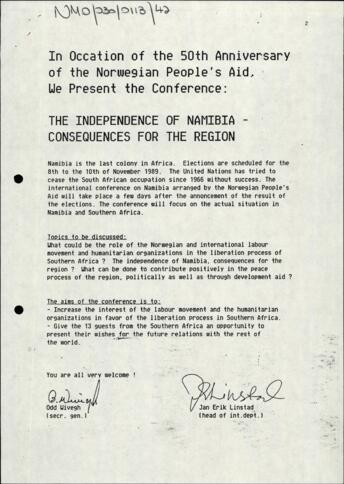 NMO/030/0113/42
2
In Occation of the 50th Anniversary
of the Norwegian People's Aid,
We Present the Conference:
THE INDEPENDENCE OF NAMIBIA -
CONSEQUENCES FOR THE REGION
Namibia is the last colony in Africa. Elections are scheduled for the
8th to the 10th of November 1989. The United Nations has tried to
cease the South African occupation since 1966 without success. The
international conference on Namibia arranged by the Norwegian People's
Aid will take place a few days after the annoncement of the result of
the elections. The conference will focus on the actual situation in
Namibia and Southern Africa.
Topics to be discussed:
What could be the role of the Norwegian and international labour
movement and humanitarian organizations in the liberation process of
Southern Africa ? The independence of Namibia, consequences for the
region ? What can be done to contribute positively in the peace
process of the region, politically as well as through development aid ?
The aims of the conference is to:
- Increase the interest of the labour movement and the humanitarian
organizations in favor of the liberation process in Southern Africa.
- Give the 13 guests from the Southern Africa an opportunity to
present their wishes for the future relations with the rest of
the world.
You are all very welcome !
Odd Wivegh
(secr. gen.)
Jan Erik Linstad
(head of int.dept.)